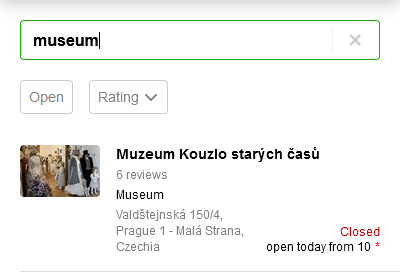 museum
Open
Rating
Muzeum Kouzlo starých časů
6 reviews
Museum
Valdštejnská 150/4,
Prague 1 - Malá Strana,
Czechia
Closed
open today from 10 *